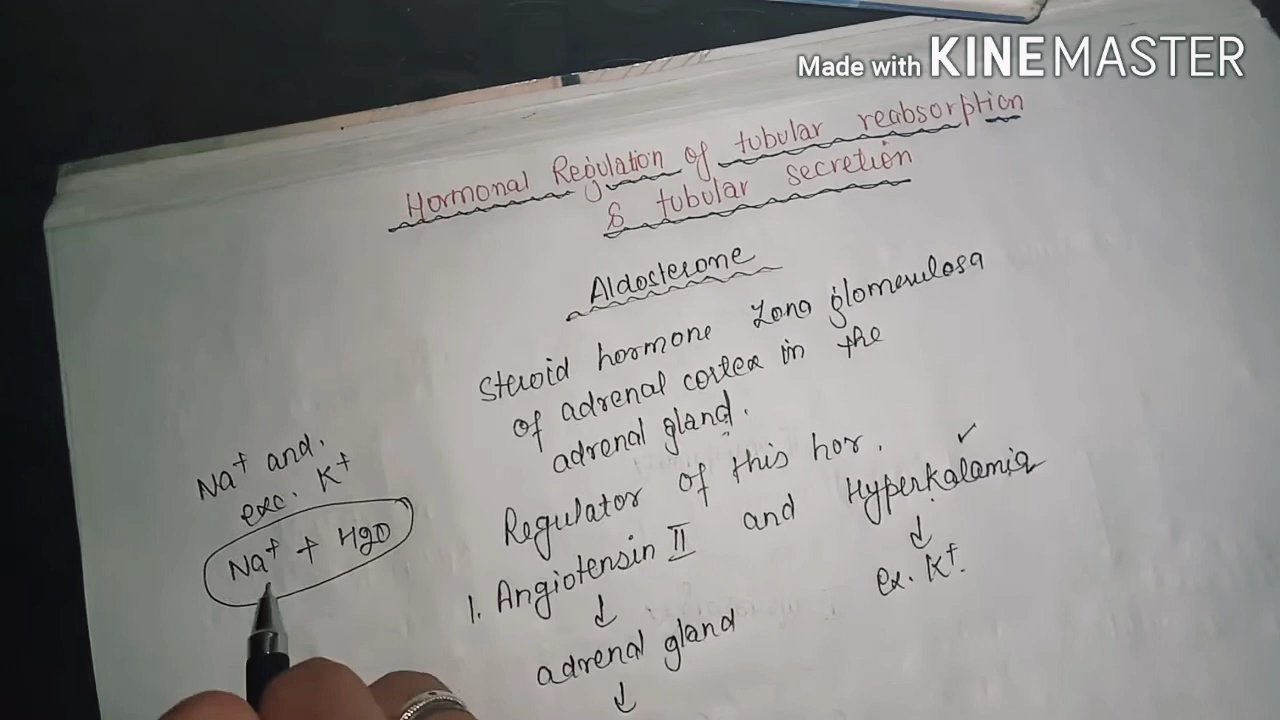 Made with KINEMASTER
Hormonal Regulation of tubular reabsorption
& tubular secretion
Aldosterone
Steroid hormone Zona glomerulosa
of adrenal cortex in the
adrenal gland.
Regulator of this hor.
1. Angiotensin II and Hyperkalamia
↓ ↓
adrenal gland ex. K+.
↓
Na+ and.
exc. K+
Na+ + H2O